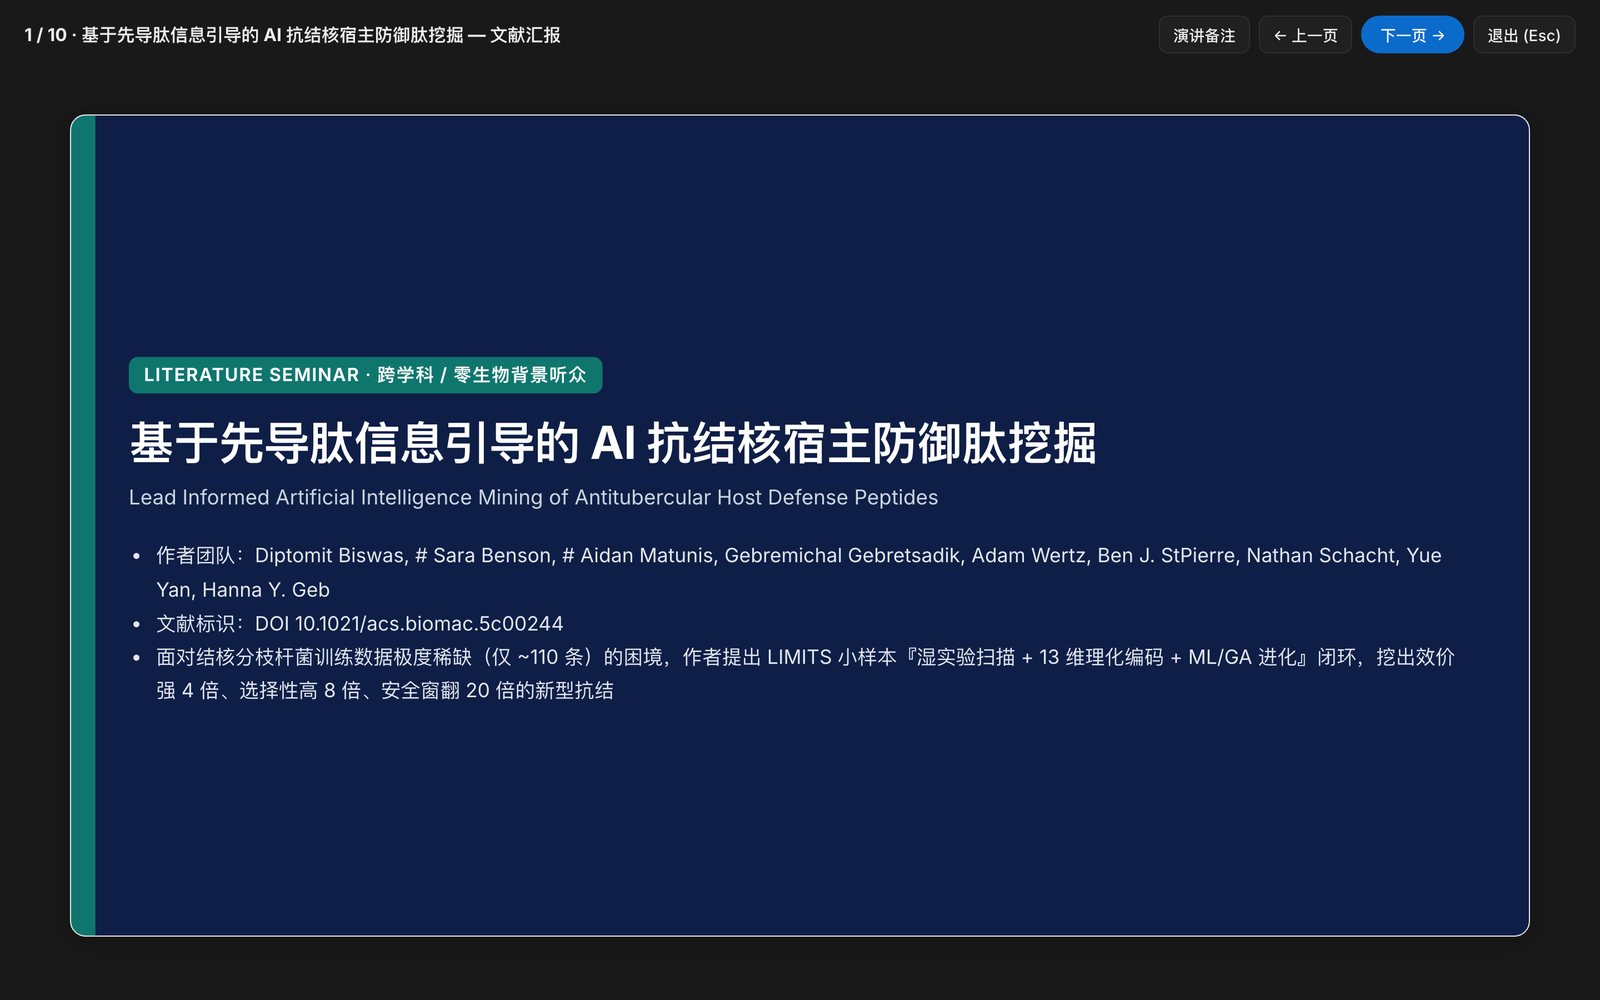 1 / 10 · 基于先导肽信息引导的 AI 抗结核宿主防御肽挖掘 — 文献汇报
演讲备注
← 上一页
下一页 →
退出 (Esc)
LITERATURE SEMINAR · 跨学科 / 零生物背景听众
基于先导肽信息引导的 AI 抗结核宿主防御肽挖掘
Lead Informed Artificial Intelligence Mining of Antitubercular Host Defense Peptides
• 作者团队：Diptomit Biswas, # Sara Benson, # Aidan Matunis, Gebremichal Gebretsadik, Adam Wertz, Ben J. StPierre, Nathan Schacht, Yue
Yan, Hanna Y. Geb
• 文献标识：DOI 10.1021/acs.biomac.5c00244
• 面对结核分枝杆菌训练数据极度稀缺（仅 ~110 条）的困境，作者提出 LIMITS 小样本『湿实验扫描 + 13 维理化编码 + ML/GA 进化』闭环，挖出效价
强 4 倍、选择性高 8 倍、安全窗翻 20 倍的新型抗结